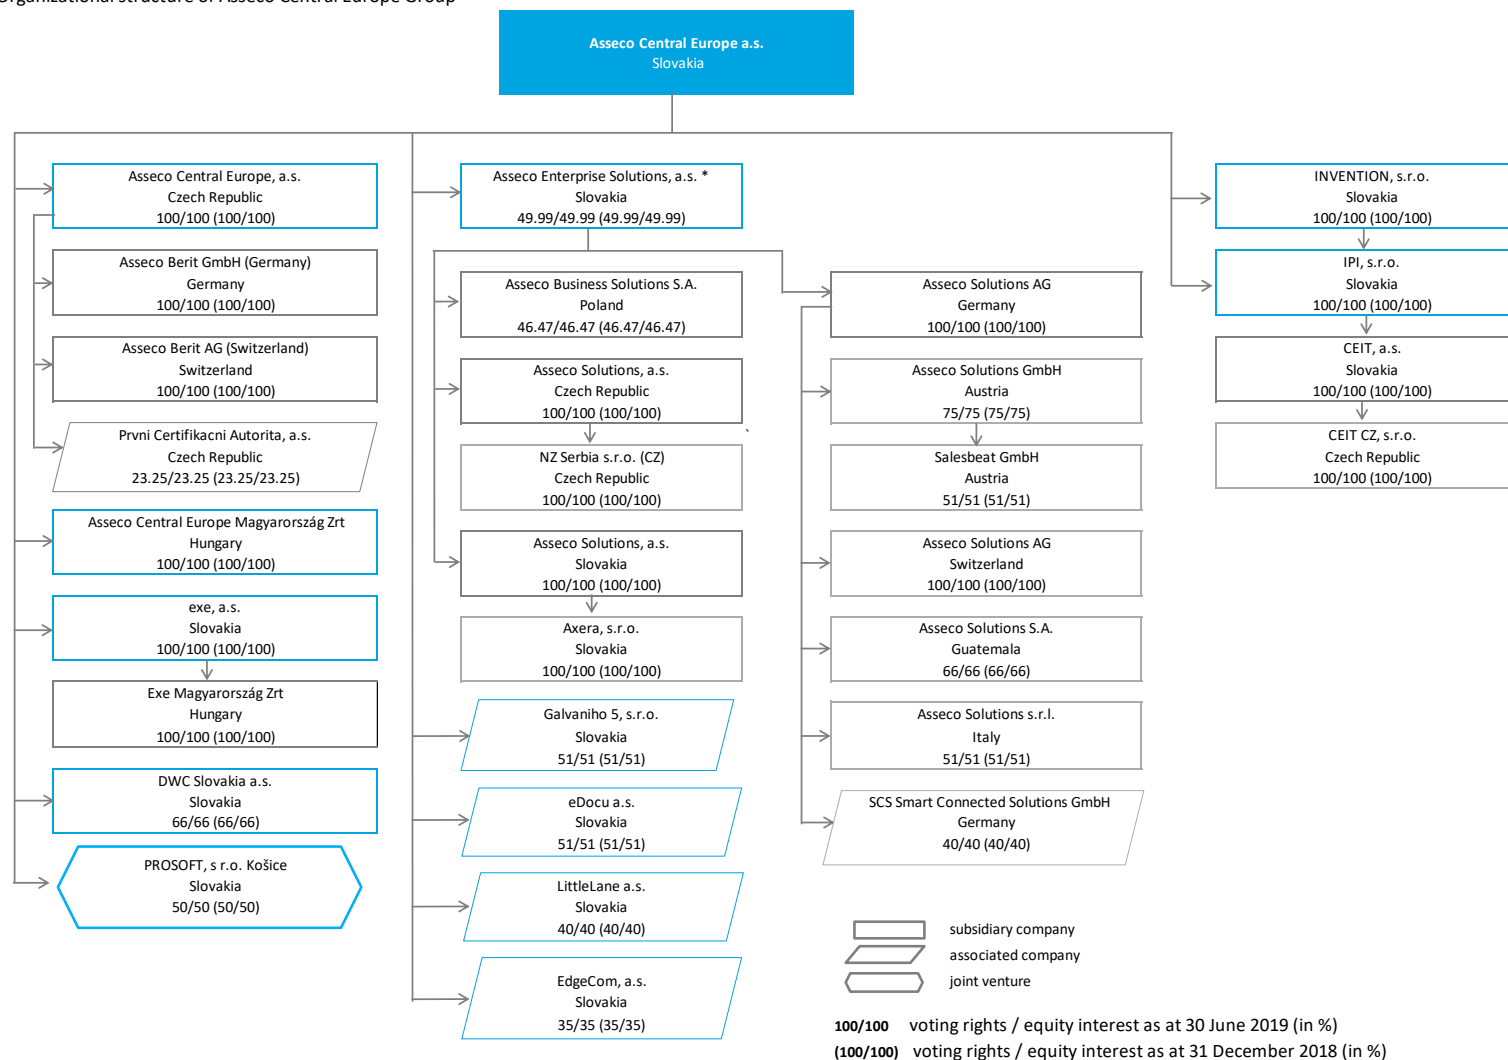 Organizational structure of Asseco Central Europe Group
Asseco Central Europe a.s.
Slovakia
Asseco Central Europe, a.s.
Czech Republic
100/100 (100/100)
Asseco Berit GmbH (Germany)
Germany
100/100 (100/100)
Asseco Berit AG (Switzerland)
Switzerland
100/100 (100/100)
Prvni Certifikacni Autorita, a.s.
Czech Republic
23.25/23.25 (23.25/23.25)
Asseco Central Europe Magyarország Zrt
Hungary
100/100 (100/100)
exe, a.s.
Slovakia
100/100 (100/100)
Exe Magyarország Zrt
Hungary
100/100 (100/100)
DWC Slovakia a.s.
Slovakia
66/66 (66/66)
PROSOFT, s r.o. Košice
Slovakia
50/50 (50/50)
Asseco Enterprise Solutions, a.s. *
Slovakia
49.99/49.99 (49.99/49.99)
Asseco Business Solutions S.A.
Poland
46.47/46.47 (46.47/46.47)
Asseco Solutions, a.s.
Czech Republic
100/100 (100/100)
NZ Serbia s.r.o. (CZ)
Czech Republic
100/100 (100/100)
Asseco Solutions, a.s.
Slovakia
100/100 (100/100)
Axera, s.r.o.
Slovakia
100/100 (100/100)
Galvaniho 5, s.r.o.
Slovakia
51/51 (51/51)
eDocu a.s.
Slovakia
51/51 (51/51)
LittleLane a.s.
Slovakia
40/40 (40/40)
EdgeCom, a.s.
Slovakia
35/35 (35/35)
Asseco Solutions AG
Germany
100/100 (100/100)
Asseco Solutions GmbH
Austria
75/75 (75/75)
Salesbeat GmbH
Austria
51/51 (51/51)
Asseco Solutions AG
Switzerland
100/100 (100/100)
Asseco Solutions S.A.
Guatemala
66/66 (66/66)
Asseco Solutions s.r.l.
Italy
51/51 (51/51)
SCS Smart Connected Solutions GmbH
Germany
40/40 (40/40)
INVENTION, s.r.o.
Slovakia
100/100 (100/100)
IPI, s.r.o.
Slovakia
100/100 (100/100)
CEIT, a.s.
Slovakia
100/100 (100/100)
CEIT CZ, s.r.o.
Czech Republic
100/100 (100/100)
subsidiary company
associated company
joint venture
100/100 voting rights / equity interest as at 30 June 2019 (in %)
(100/100) voting rights / equity interest as at 31 December 2018 (in %)